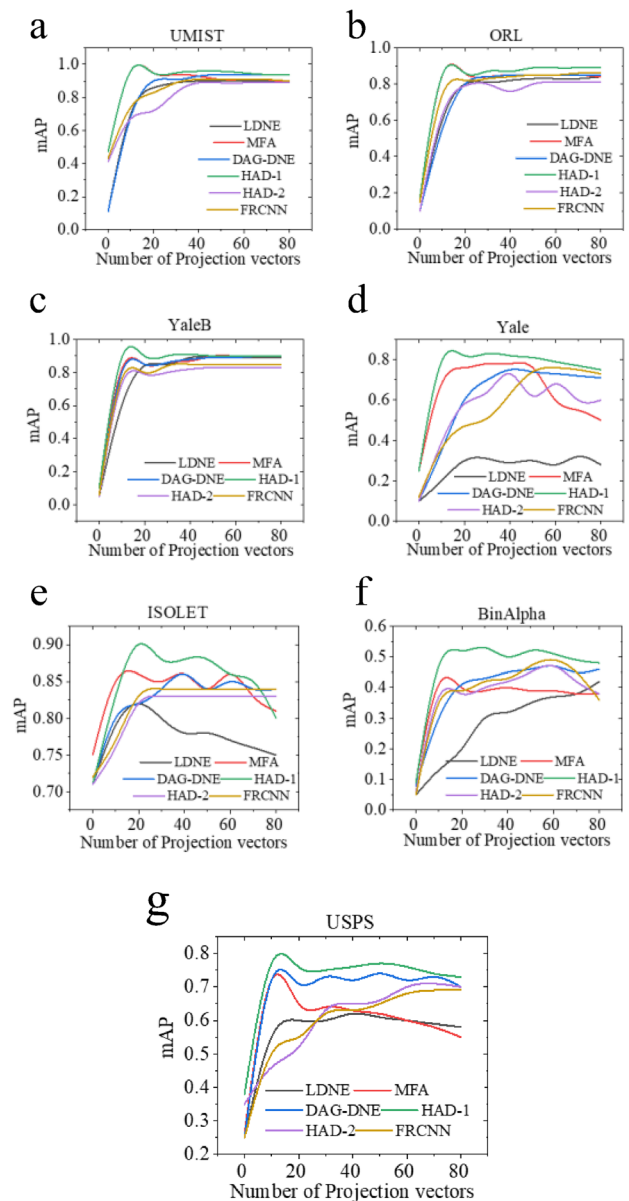 a
UMIST
1.0
0.8
0.6
0.4
0.2
0.0
mAP
LDNE
MFA
DAG-DNE
HAD-1
HAD-2
FRCNN
0 20 40 60 80
Number of Projection vectors
b
ORL
1.0
0.8
0.6
0.4
0.2
0.0
mAP
LDNE
MFA
DAG-DNE
HAD-1
HAD-2
FRCNN
0 20 40 60 80
Number of Projection vectors
c
YaleB
1.0
0.8
0.6
0.4
0.2
0.0
mAP
LDNE MFA
DAG-DNE HAD-1
HAD-2 FRCNN
0 20 40 60 80
Number of Projection vectors
d
Yale
0.8
0.6
0.4
0.2
0.0
mAP
LDNE MFA
DAG-DNE HAD-1
HAD-2 FRCNN
0 20 40 60 80
Number of Projection vectors
e
ISOLET
0.90
0.85
0.80
0.75
0.70
mAP
LDNE MFA
DAG-DNE HAD-1
HAD-2 FRCNN
0 20 40 60 80
Number of Projection vectors
f
BinAlpha
0.6
0.5
0.4
0.3
0.2
0.1
0.0
mAP
LDNE MFA
DAG-DNE HAD-1
HAD-2 FRCNN
0 20 40 60 80
Number of Projection vectors
g
USPS
0.8
0.7
0.6
0.5
0.4
0.3
0.2
mAP
LDNE MFA
DAG-DNE HAD-1
HAD-2 FRCNN
0 20 40 60 80
Number of Projection vectors